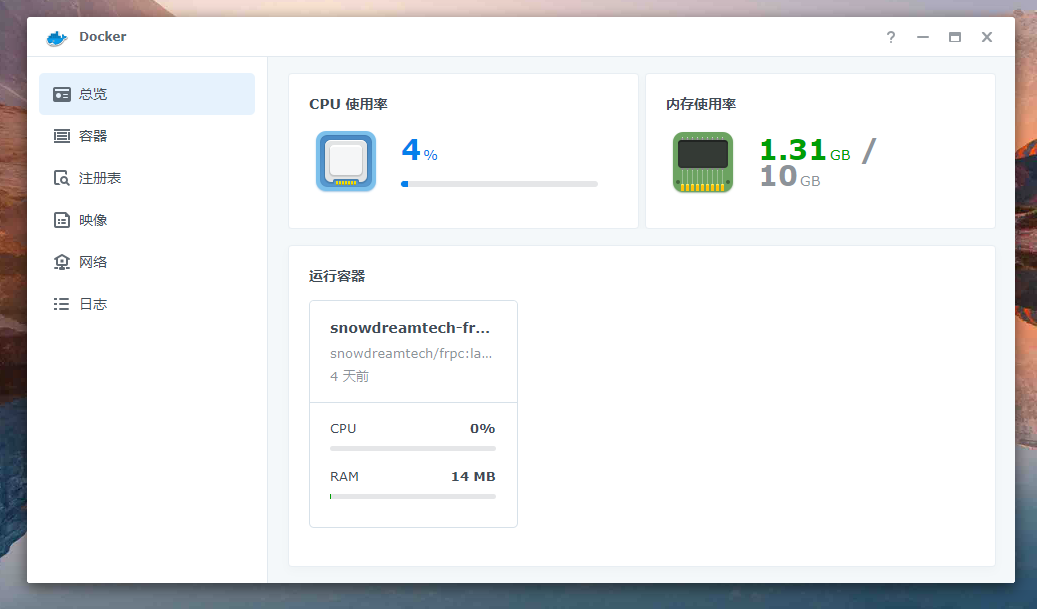 Docker
?
总览
容器
注册表
映像
网络
日志
CPU 使用率
4 %
内存使用率
1.31 GB /
10 GB
运行容器
snowdreamtech-fr...
snowdreamtech/frpc:la...
4 天前
CPU 0%
RAM 14 MB